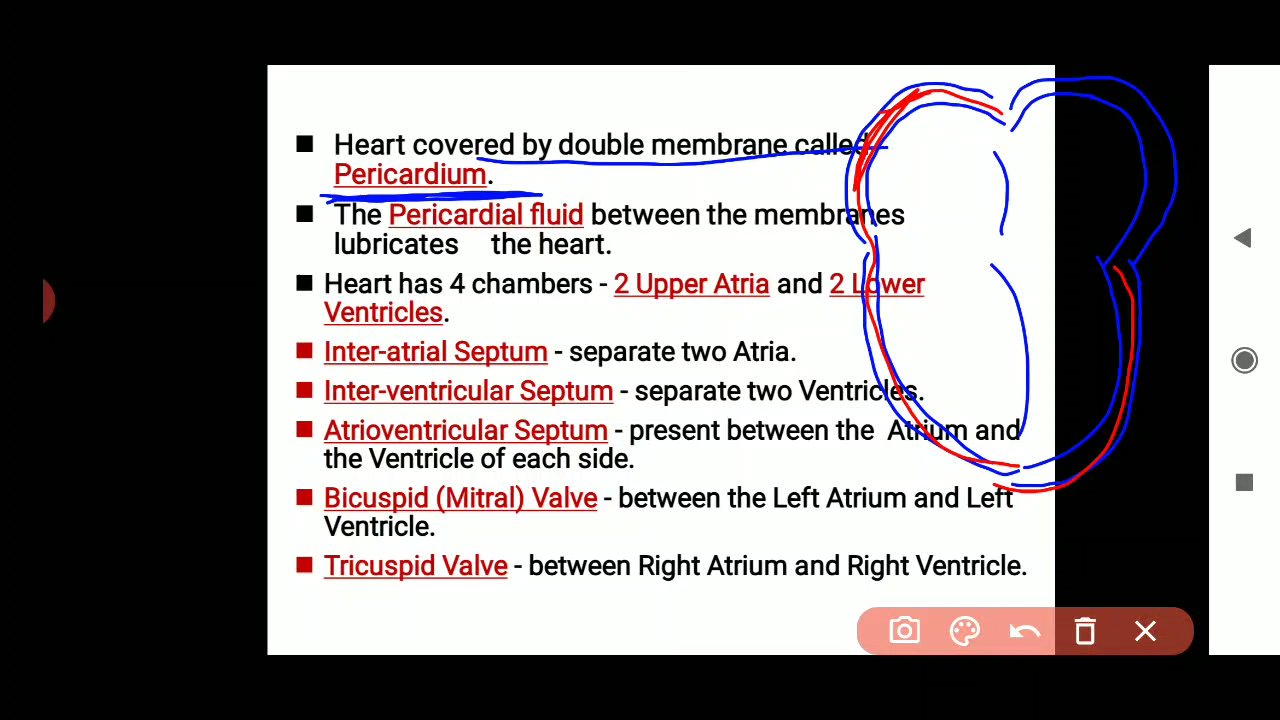 ■ Heart covered by double membrane called
Pericardium.
■ The Pericardial fluid between the membranes
lubricates the heart.
■ Heart has 4 chambers - 2 Upper Atria and 2 Lower
Ventricles.
■ Inter-atrial Septum - separate two Atria.
■ Inter-ventricular Septum - separate two Ventricles.
■ Atrioventricular Septum - present between the Atrium and
the Ventricle of each side.
■ Bicuspid (Mitral) Valve - between the Left Atrium and Left
Ventricle.
■ Tricuspid Valve - between Right Atrium and Right Ventricle.